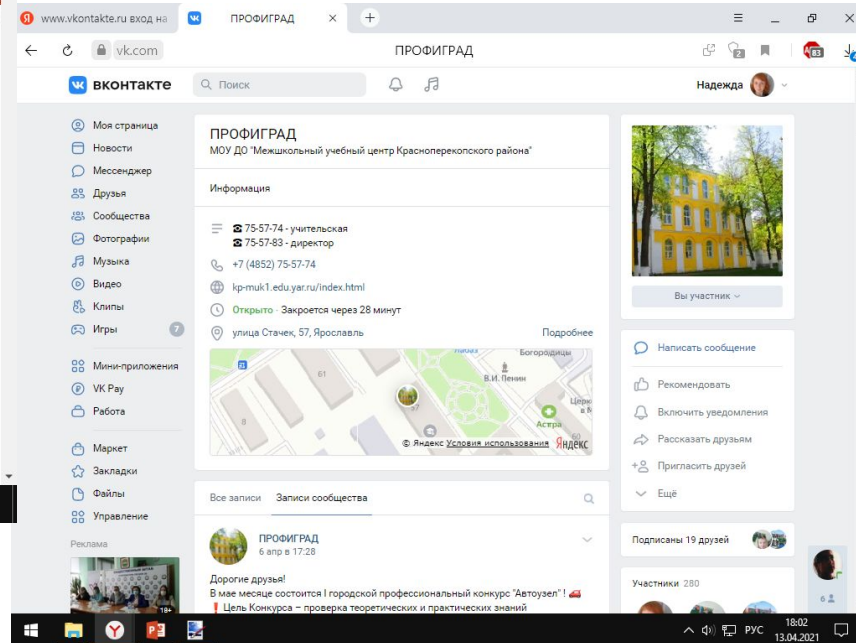 www.vkontakte.ru вход на
ПРОФИГРАД
vk.com
ПРОФИГРАД
2
83
вконтакте
Поиск
Надежда
Моя страница
Новости
Мессенджер
Друзья
Сообщества
Фотографии
Музыка
Видео
Клипы
Игры
7
Мини-приложения
VK Pay
Работа
Маркет
Закладки
Файлы
Управление
Реклама
18+
ПРОФИГРАД
МОУ ДО "Межшкольный учебный центр Красноперекопского района"
Информация
☎ 75-57-74 - учительская
☎ 75-57-83 - директор
+7 (4852) 75-57-74
kp-muk1.edu.yar.ru/index.html
Открыто · Закроется через 28 минут
улица Стачек, 57, Ярославль
Подробнее
Богородицы
61
В.И. Ленин
57
8
Астра
60
© Яндекс Условия использования Яндекс
Все записи Записи сообщества
ПРОФИГРАД
6 апр в 17:28
Дорогие друзья!
В мае месяце состоится I городской профессиональный конкурс "Автоузел" ! 🚗
❗ Цель Конкурса – проверка теоретических и практических знаний
Вы участник
Написать сообщение
Рекомендовать
Включить уведомления
Рассказать друзьям
Пригласить друзей
Ещё
Подписаны 19 друзей
Участники 280
6
РУС
18:02
13.04.2021